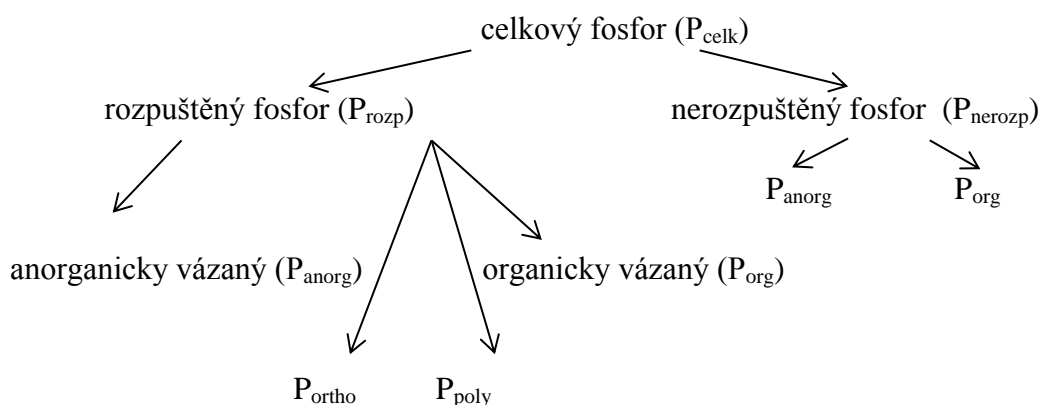 celkový fosfor (Pcelk)
rozpuštěný fosfor (Prozp)
nerozpuštěný fosfor (Pnerozp)
Panorg
Porg
anorganicky vázaný (Panorg)
organicky vázaný (Porg)
Portho
Ppoly